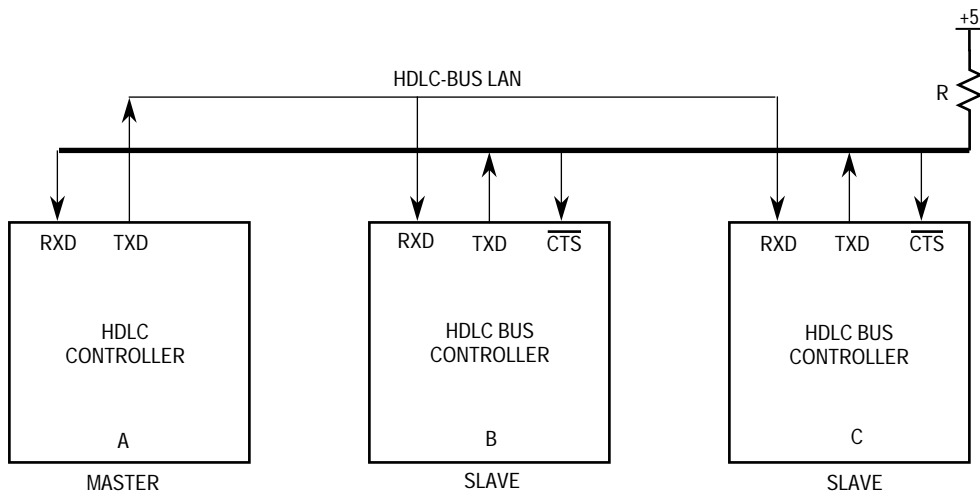 +5
HDLC-BUS LAN
R
RXD TXD
RXD TXD CTS
RXD TXD CTS
HDLC
CONTROLLER
HDLC BUS
CONTROLLER
HDLC BUS
CONTROLLER
A
B
C
MASTER
SLAVE
SLAVE